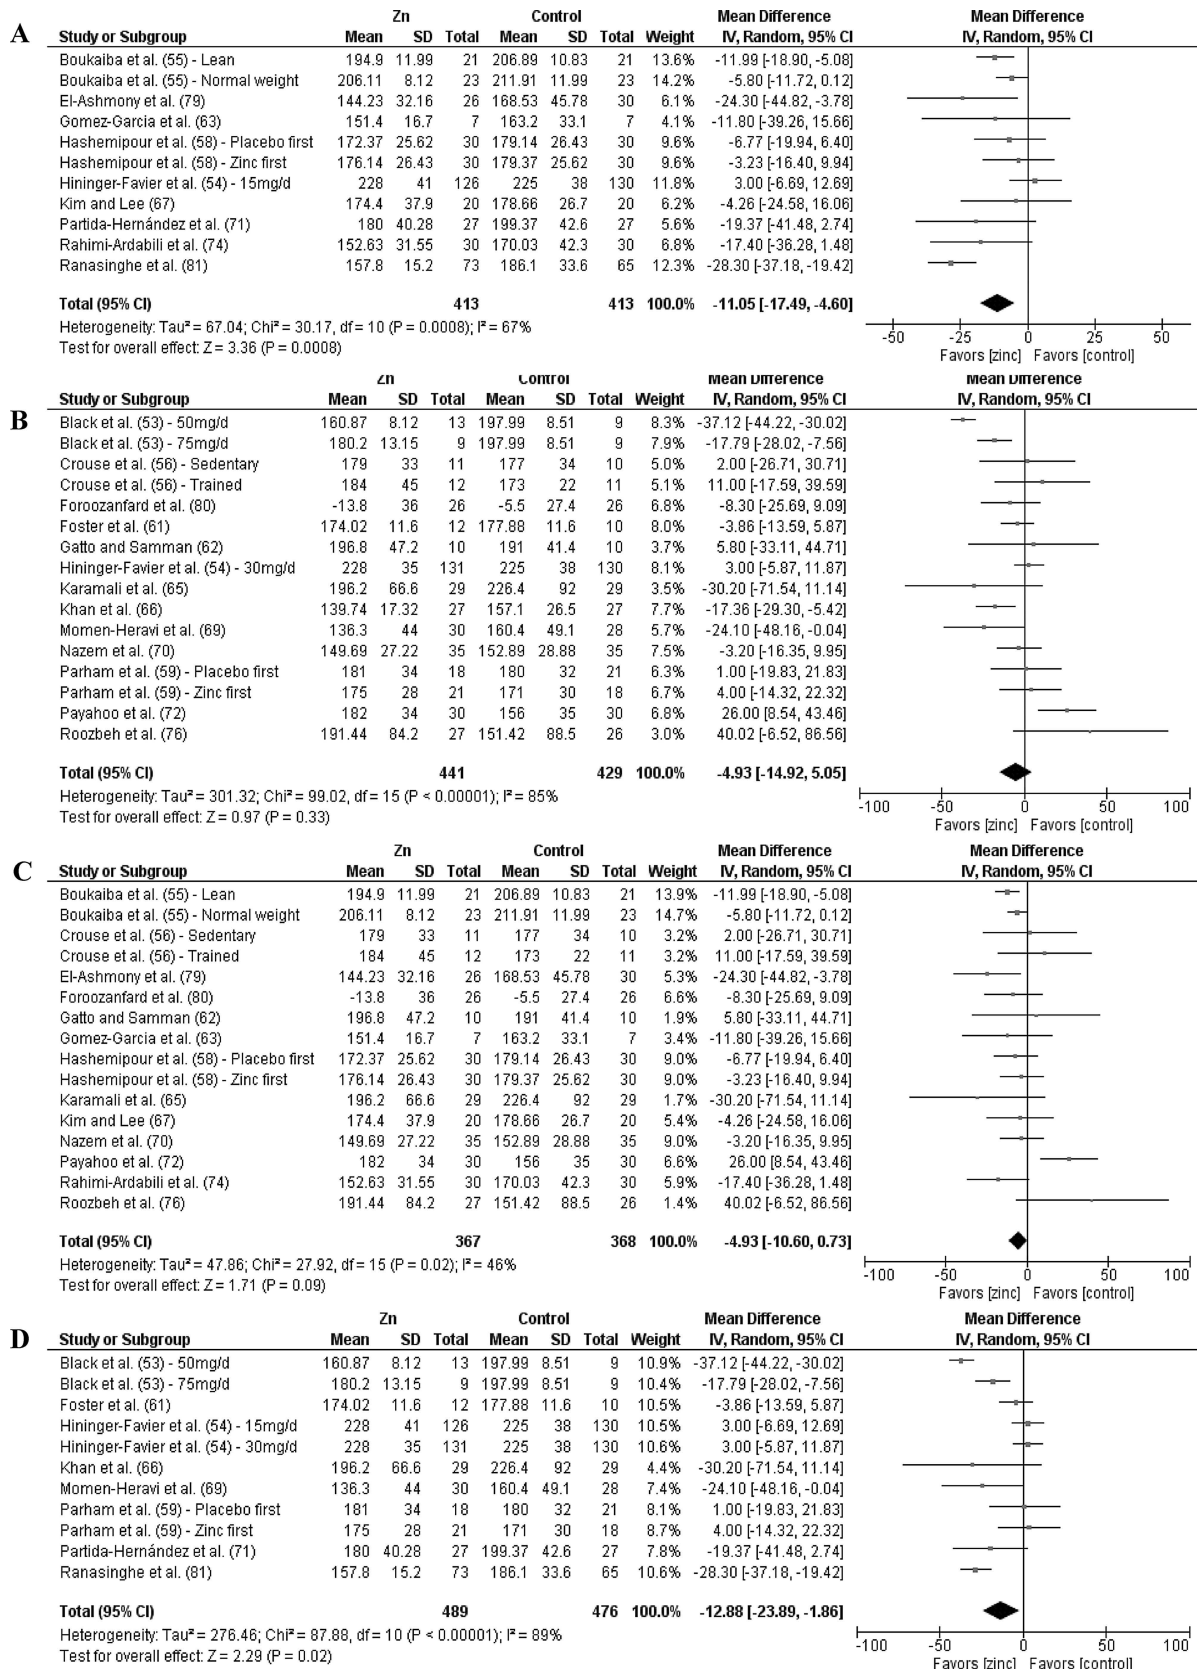 A
Zn Control Mean Difference Mean Difference
Study or Subgroup Mean SD Total Mean SD Total Weight IV, Random, 95% CI IV, Random, 95% CI
Boukaiba et al. (55) - Lean 194.9 11.99 21 206.89 10.83 21 13.6% -11.99 [-18.90, -5.08]
Boukaiba et al. (55) - Normal weight 206.11 8.12 23 211.91 11.99 23 14.2% -5.80 [-11.72, 0.12]
El-Ashmony et al. (79) 144.23 32.16 26 168.53 45.78 30 6.1% -24.30 [-44.82, -3.78]
Gomez-Garcia et al. (63) 151.4 16.7 7 163.2 33.1 7 4.1% -11.80 [-39.26, 15.66]
Hashemipour et al. (58) - Placebo first 172.37 25.62 30 179.14 26.43 30 9.6% -6.77 [-19.94, 6.40]
Hashemipour et al. (58) - Zinc first 176.14 26.43 30 179.37 25.62 30 9.6% -3.23 [-16.40, 9.94]
Hininger-Favier et al. (54) - 15mg/d 228 41 126 225 38 130 11.8% 3.00 [-6.69, 12.69]
Kim and Lee (67) 174.4 37.9 20 178.66 26.7 20 6.2% -4.26 [-24.58, 16.06]
Partida-Hernández et al. (71) 180 40.28 27 199.37 42.6 27 5.6% -19.37 [-41.48, 2.74]
Rahimi-Ardabili et al. (74) 152.63 31.55 30 170.03 42.3 30 6.8% -17.40 [-36.28, 1.48]
Ranasinghe et al. (81) 157.8 15.2 73 186.1 33.6 65 12.3% -28.30 [-37.18, -19.42]
Total (95% CI) 413 413 100.0% -11.05 [-17.49, -4.60]
Heterogeneity: Tau² = 67.04; Chi² = 30.17, df = 10 (P = 0.0008); I² = 67%
Test for overall effect: Z = 3.36 (P = 0.0008)
-50 -25 0 25 50
Favors [zinc] Favors [control]
B
Zn Control Mean Difference Mean Difference
Study or Subgroup Mean SD Total Mean SD Total Weight IV, Random, 95% CI IV, Random, 95% CI
Black et al. (53) - 50mg/d 160.87 8.12 13 197.99 8.51 9 8.3% -37.12 [-44.22, -30.02]
Black et al. (53) - 75mg/d 180.2 13.15 9 197.99 8.51 9 8.0% -17.79 [-28.02, -7.56]
Crouse et al. (56) - Sedentary 179 33 11 177 34 10 5.0% 2.00 [-26.71, 30.71]
Crouse et al. (56) - Trained 184 45 12 173 22 11 5.1% 11.00 [-17.59, 39.59]
Foroozanfard et al. (80) -13.8 36 26 -5.5 27.4 26 6.9% -8.30 [-25.69, 9.09]
Foster et al. (61) 174.02 11.6 12 177.88 11.6 10 8.0% -3.86 [-13.59, 5.87]
Gatto and Samman (62) 196.8 47.2 10 191 41.4 10 3.7% 5.80 [-33.11, 44.71]
Hininger-Favier et al. (54) - 30mg/d 228 35 131 225 38 130 8.1% 3.00 [-5.87, 11.87]
Karamali et al. (65) 196.2 66.6 29 226.4 92 29 3.5% -30.20 [-71.54, 11.14]
Khan et al. (66) 139.74 17.32 27 157.1 26.5 27 7.7% -17.36 [-29.30, -5.42]
Momen-Heravi et al. (69) 136.3 44 30 160.4 49.1 28 5.7% -24.10 [-48.16, -0.04]
Nazem et al. (70) 149.69 27.22 35 152.89 28.88 35 7.5% -3.20 [-16.35, 9.95]
Parham et al. (59) - Placebo first 181 34 18 180 32 21 6.3% 1.00 [-19.83, 21.83]
Parham et al. (59) - Zinc first 175 28 21 171 30 18 6.7% 4.00 [-14.32, 22.32]
Payahoo et al. (72) 182 34 30 156 35 30 6.8% 26.00 [8.54, 43.46]
Roozbeh et al. (76) 191.44 84.2 27 151.42 88.5 26 3.0% 40.02 [-6.52, 86.56]
Total (95% CI) 441 429 100.0% -4.93 [-14.92, 5.05]
Heterogeneity: Tau² = 301.32; Chi² = 99.02, df = 15 (P < 0.00001); I² = 85%
Test for overall effect: Z = 0.97 (P = 0.33)
-100 -50 0 50 100
Favors [zinc] Favors [control]
C
Zn Control Mean Difference Mean Difference
Study or Subgroup Mean SD Total Mean SD Total Weight IV, Random, 95% CI IV, Random, 95% CI
Boukaiba et al. (55) - Lean 194.9 11.99 21 206.89 10.83 21 13.9% -11.99 [-18.90, -5.08]
Boukaiba et al. (55) - Normal weight 206.11 8.12 23 211.91 11.99 23 14.7% -5.80 [-11.72, 0.12]
Crouse et al. (56) - Sedentary 179 33 11 177 34 10 3.2% 2.00 [-26.71, 30.71]
Crouse et al. (56) - Trained 184 45 12 173 22 11 3.2% 11.00 [-17.59, 39.59]
El-Ashmony et al. (79) 144.23 32.16 26 168.53 45.78 30 5.3% -24.30 [-44.82, -3.78]
Foroozanfard et al. (80) -13.8 36 26 -5.5 27.4 26 6.6% -8.30 [-25.69, 9.09]
Gatto and Samman (62) 196.8 47.2 10 191 41.4 10 1.9% 5.80 [-33.11, 44.71]
Gomez-Garcia et al. (63) 151.4 16.7 7 163.2 33.1 7 3.4% -11.80 [-39.26, 15.66]
Hashemipour et al. (58) - Placebo first 172.37 25.62 30 179.14 26.43 30 9.0% -6.77 [-19.94, 6.40]
Hashemipour et al. (58) - Zinc first 176.14 26.43 30 179.37 25.62 30 9.0% -3.23 [-16.40, 9.94]
Karamali et al. (65) 196.2 66.6 29 226.4 92 29 1.7% -30.20 [-71.54, 11.14]
Kim and Lee (67) 174.4 37.9 20 178.66 26.7 20 5.4% -4.26 [-24.58, 16.06]
Nazem et al. (70) 149.69 27.22 35 152.89 28.88 35 9.0% -3.20 [-16.35, 9.95]
Payahoo et al. (72) 182 34 30 156 35 30 6.6% 26.00 [8.54, 43.46]
Rahimi-Ardabili et al. (74) 152.63 31.55 30 170.03 42.3 30 5.9% -17.40 [-36.28, 1.48]
Roozbeh et al. (76) 191.44 84.2 27 151.42 88.5 26 1.4% 40.02 [-6.52, 86.56]
Total (95% CI) 367 368 100.0% -4.93 [-10.60, 0.73]
Heterogeneity: Tau² = 47.86; Chi² = 27.92, df = 15 (P = 0.02); I² = 46%
Test for overall effect: Z = 1.71 (P = 0.09)
-100 -50 0 50 100
Favors [zinc] Favors [control]
D
Zn Control Mean Difference Mean Difference
Study or Subgroup Mean SD Total Mean SD Total Weight IV, Random, 95% CI IV, Random, 95% CI
Black et al. (53) - 50mg/d 160.87 8.12 13 197.99 8.51 9 10.9% -37.12 [-44.22, -30.02]
Black et al. (53) - 75mg/d 180.2 13.15 9 197.99 8.51 9 10.4% -17.79 [-28.02, -7.56]
Foster et al. (61) 174.02 11.6 12 177.88 11.6 10 10.5% -3.86 [-13.59, 5.87]
Hininger-Favier et al. (54) - 15mg/d 228 41 126 225 38 130 10.5% 3.00 [-6.69, 12.69]
Hininger-Favier et al. (54) - 30mg/d 228 35 131 225 38 130 10.6% 3.00 [-5.87, 11.87]
Khan et al. (66) 196.2 66.6 29 226.4 92 29 4.4% -30.20 [-71.54, 11.14]
Momen-Heravi et al. (69) 136.3 44 30 160.4 49.1 28 7.4% -24.10 [-48.16, -0.04]
Parham et al. (59) - Placebo first 181 34 18 180 32 21 8.1% 1.00 [-19.83, 21.83]
Parham et al. (59) - Zinc first 175 28 21 171 30 18 8.7% 4.00 [-14.32, 22.32]
Partida-Hernández et al. (71) 180 40.28 27 199.37 42.6 27 7.8% -19.37 [-41.48, 2.74]
Ranasinghe et al. (81) 157.8 15.2 73 186.1 33.6 65 10.6% -28.30 [-37.18, -19.42]
Total (95% CI) 489 476 100.0% -12.88 [-23.89, -1.86]
Heterogeneity: Tau² = 276.46; Chi² = 87.88, df = 10 (P < 0.00001); I² = 89%
Test for overall effect: Z = 2.29 (P = 0.02)
-100 -50 0 50 100
Favors [zinc] Favors [control]